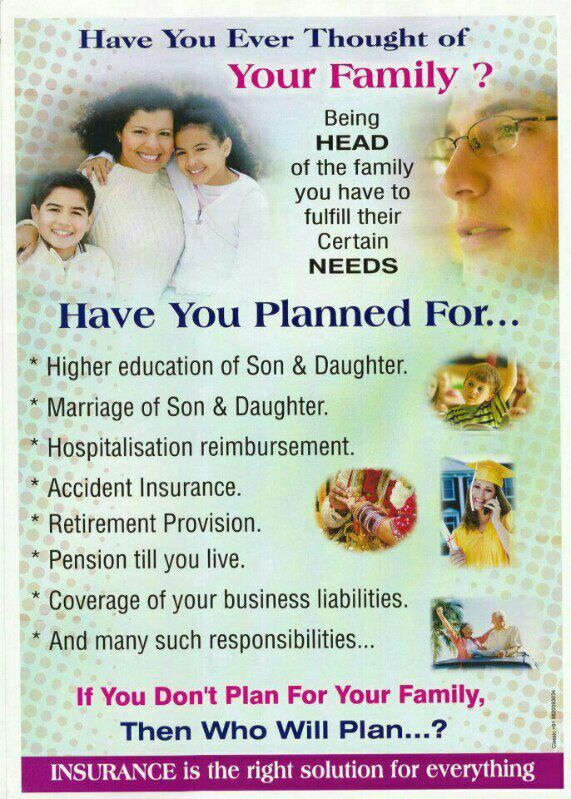 Have You Ever Thought of
Your Family ?
Being
HEAD
of the family
you have to
fulfill their
Certain
NEEDS
Have You Planned For...
* Higher education of Son & Daughter.
* Marriage of Son & Daughter.
* Hospitalisation reimbursement.
* Accident Insurance.
* Retirement Provision.
* Pension till you live.
* Coverage of your business liabilities.
* And many such responsibilities...
If You Don't Plan For Your Family,
Then Who Will Plan...?
INSURANCE is the right solution for everything